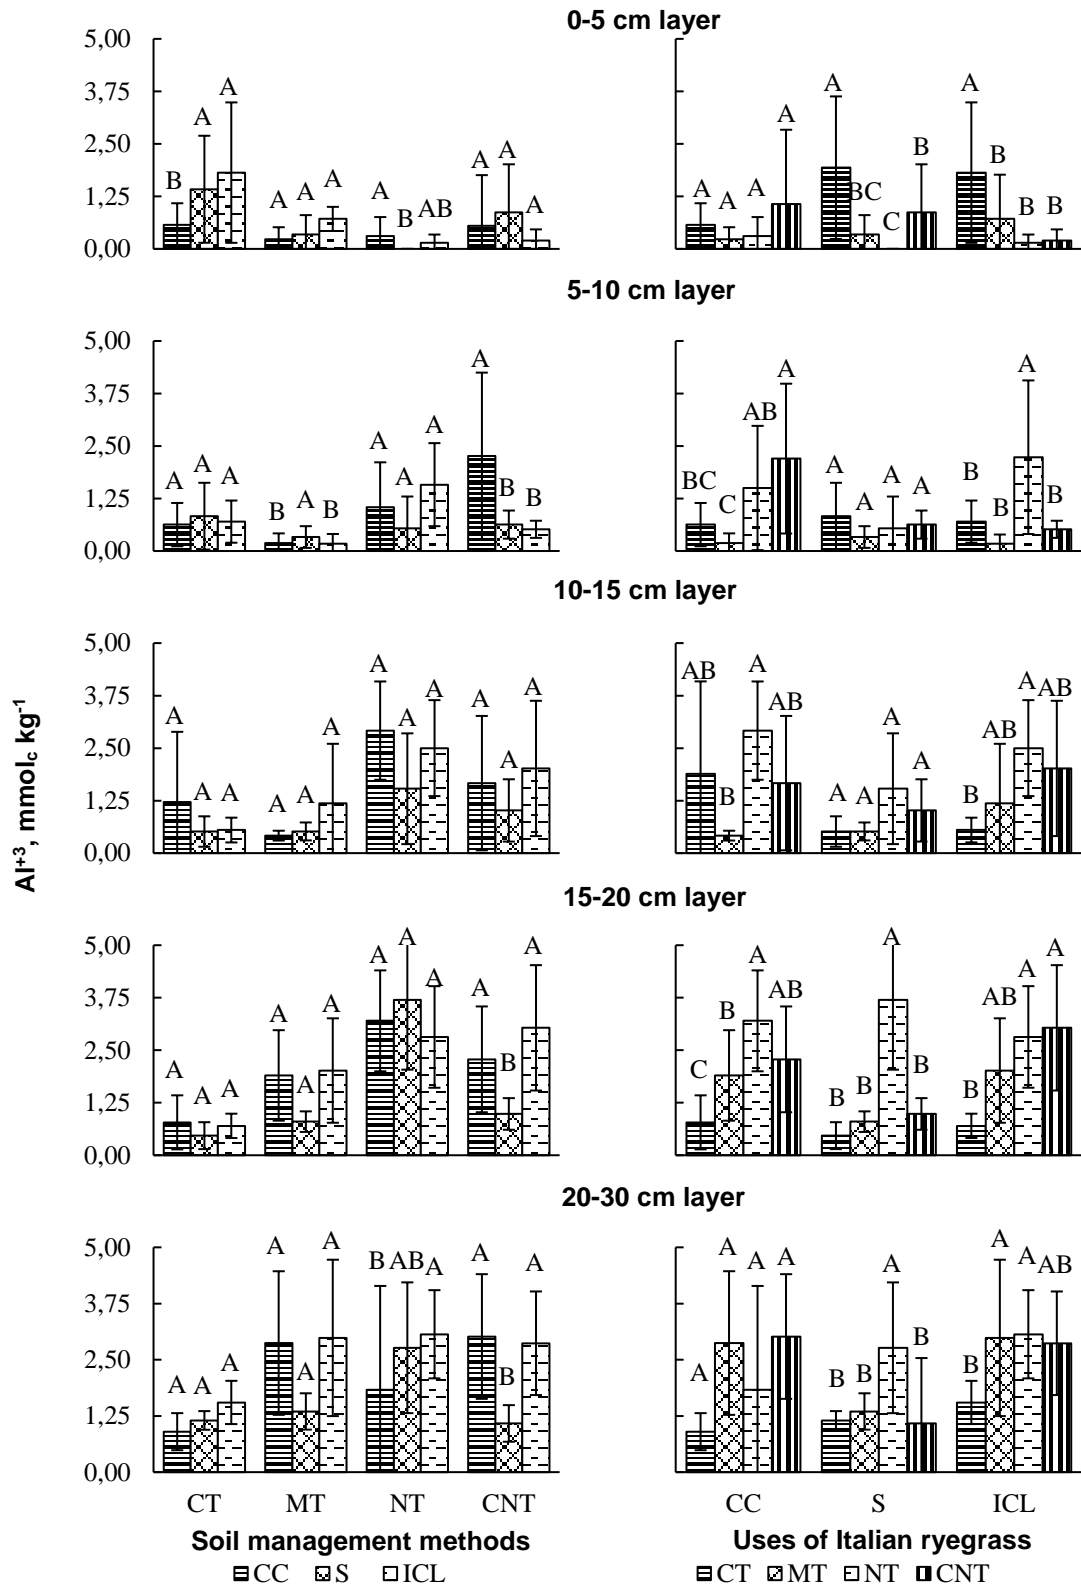 0-5 cm layer
5,00
3,75
2,50
1,25
0,00
B A A A A A A B AB A A A
A A A A A BC C B A B B B
5-10 cm layer
5,00
3,75
2,50
1,25
0,00
A A A B A B A A A A B B
BC C AB A A A A A B B A B
10-15 cm layer
5,00
3,75
2,50
1,25
0,00
A A A A A A A A A A A A
AB B A AB A A A A B AB A AB
15-20 cm layer
5,00
3,75
2,50
1,25
0,00
A A A A A A A A A A B A
C B A AB B B A B B AB A A
20-30 cm layer
5,00
3,75
2,50
1,25
0,00
A A A A A A B AB A A B A
A A A A B B A B B A A AB
Al+3, mmolc kg-1
CT MT NT CNT
CC S ICL
Soil management methods
Uses of Italian ryegrass
CC S ICL
CT MT NT CNT